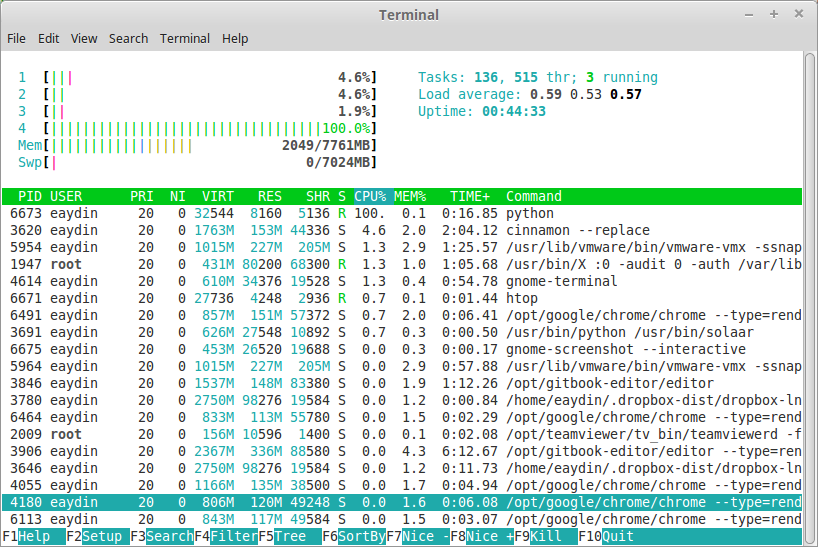 Terminal
File Edit View Search Terminal Help
1 [||| 4.6%] Tasks: 136, 515 thr; 3 running
2 [|| 4.6%] Load average: 0.59 0.53 0.57
3 [|| 1.9%] Uptime: 00:44:33
4 [||||||||||||||||||||||||||||||||||100.0%]
Mem[|||||||||||||||||| 2049/7761MB]
Swp[| 0/7024MB]
PID USER PRI NI VIRT RES SHR S CPU% MEM% TIME+ Command
6673 eaydin 20 0 32544 8160 5136 R 100. 0.1 0:16.85 python
3620 eaydin 20 0 1763M 153M 44336 S 4.6 2.0 2:04.12 cinnamon --replace
5954 eaydin 20 0 1015M 227M 205M S 1.3 2.9 1:25.57 /usr/lib/vmware/bin/vmware-vmx -ssnap
1947 root 20 0 431M 80200 68300 R 1.3 1.0 1:05.68 /usr/bin/X :0 -audit 0 -auth /var/lib
4614 eaydin 20 0 610M 34376 19528 S 1.3 0.4 0:54.78 gnome-terminal
6671 eaydin 20 0 27736 4248 2936 R 0.7 0.1 0:01.44 htop
6491 eaydin 20 0 857M 151M 57372 S 0.7 2.0 0:06.41 /opt/google/chrome/chrome --type=rend
3691 eaydin 20 0 626M 27548 10892 S 0.7 0.3 0:00.50 /usr/bin/python /usr/bin/solaar
6675 eaydin 20 0 453M 26520 19688 S 0.0 0.3 0:00.17 gnome-screenshot --interactive
5964 eaydin 20 0 1015M 227M 205M S 0.0 2.9 0:57.88 /usr/lib/vmware/bin/vmware-vmx -ssnap
3846 eaydin 20 0 1537M 148M 83380 S 0.0 1.9 1:12.26 /opt/gitbook-editor/editor
3780 eaydin 20 0 2750M 98276 19584 S 0.0 1.2 0:00.84 /home/eaydin/.dropbox-dist/dropbox-ln
6464 eaydin 20 0 833M 113M 55780 S 0.0 1.5 0:02.29 /opt/google/chrome/chrome --type=rend
2009 root 20 0 156M 10596 1400 S 0.0 0.1 0:02.08 /opt/teamviewer/tv_bin/teamviewerd -f
3906 eaydin 20 0 2367M 336M 88580 S 0.0 4.3 6:12.67 /opt/gitbook-editor/editor --type=ren
3646 eaydin 20 0 2750M 98276 19584 S 0.0 1.2 0:11.73 /home/eaydin/.dropbox-dist/dropbox-ln
4055 eaydin 20 0 1166M 135M 38500 S 0.0 1.7 0:04.94 /opt/google/chrome/chrome --type=rend
4180 eaydin 20 0 806M 120M 49248 S 0.0 1.6 0:06.08 /opt/google/chrome/chrome --type=rend
6113 eaydin 20 0 843M 117M 49584 S 0.0 1.5 0:03.07 /opt/google/chrome/chrome --type=rend
F1Help F2Setup F3SearchF4FilterF5Tree F6SortByF7Nice -F8Nice +F9Kill F10Quit